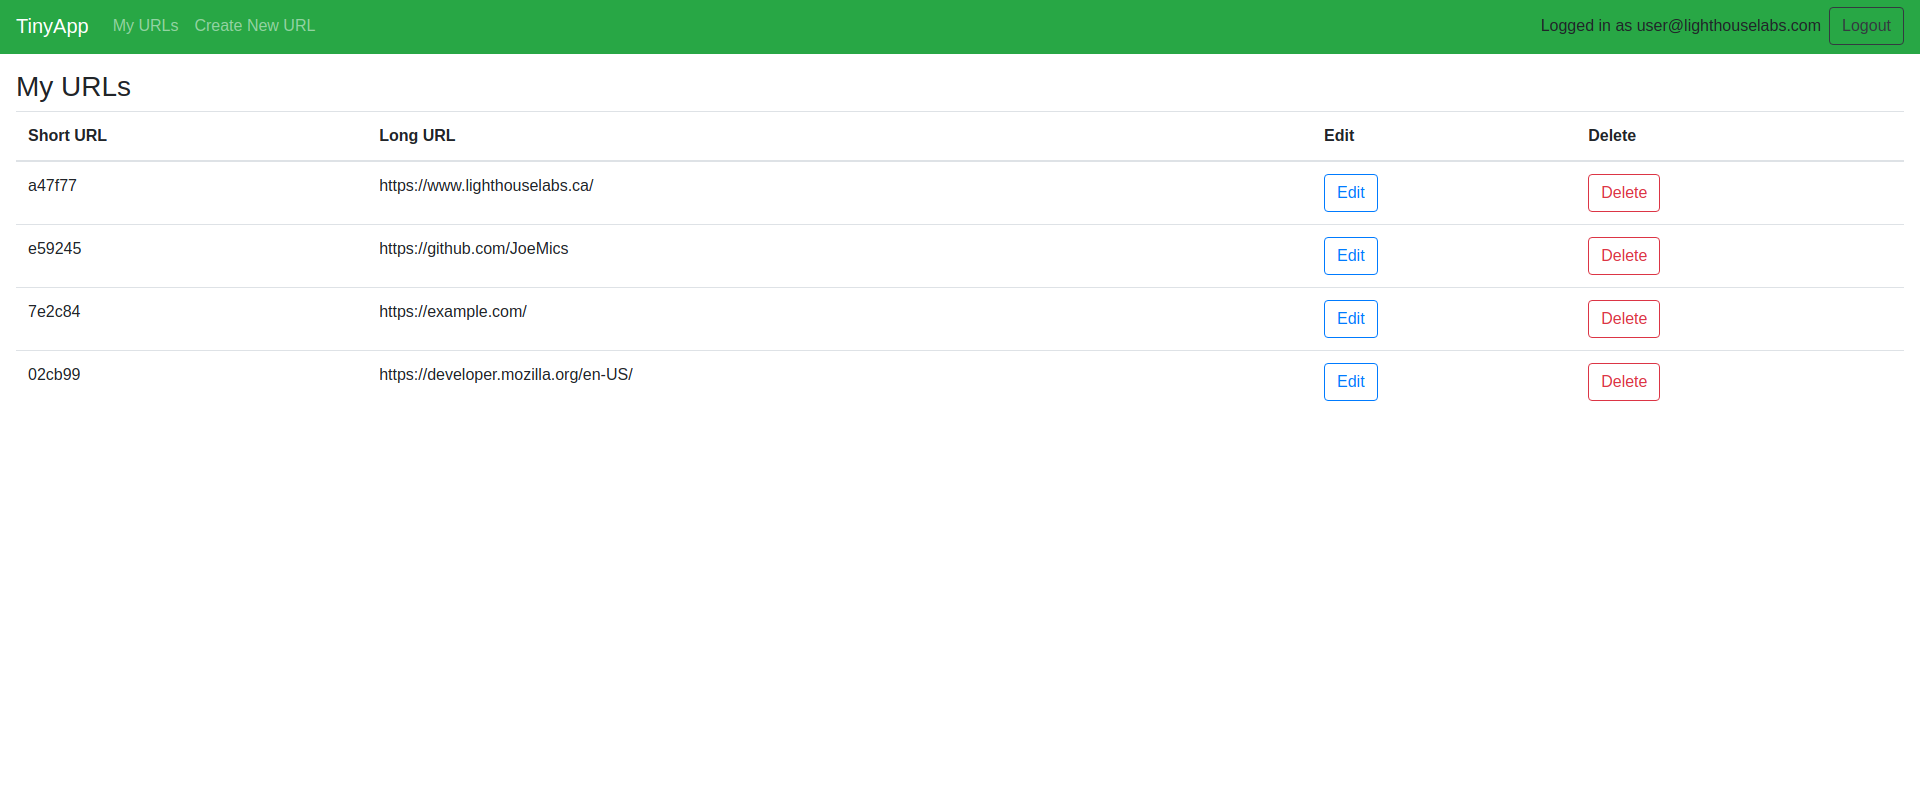 TinyApp My URLs Create New URL Logged in as user@lighthouselabs.com Logout
My URLs
Short URL Long URL Edit Delete
a47f77 https://www.lighthouselabs.ca/ Edit Delete
e59245 https://github.com/JoeMics Edit Delete
7e2c84 https://example.com/ Edit Delete
02cb99 https://developer.mozilla.org/en-US/ Edit Delete